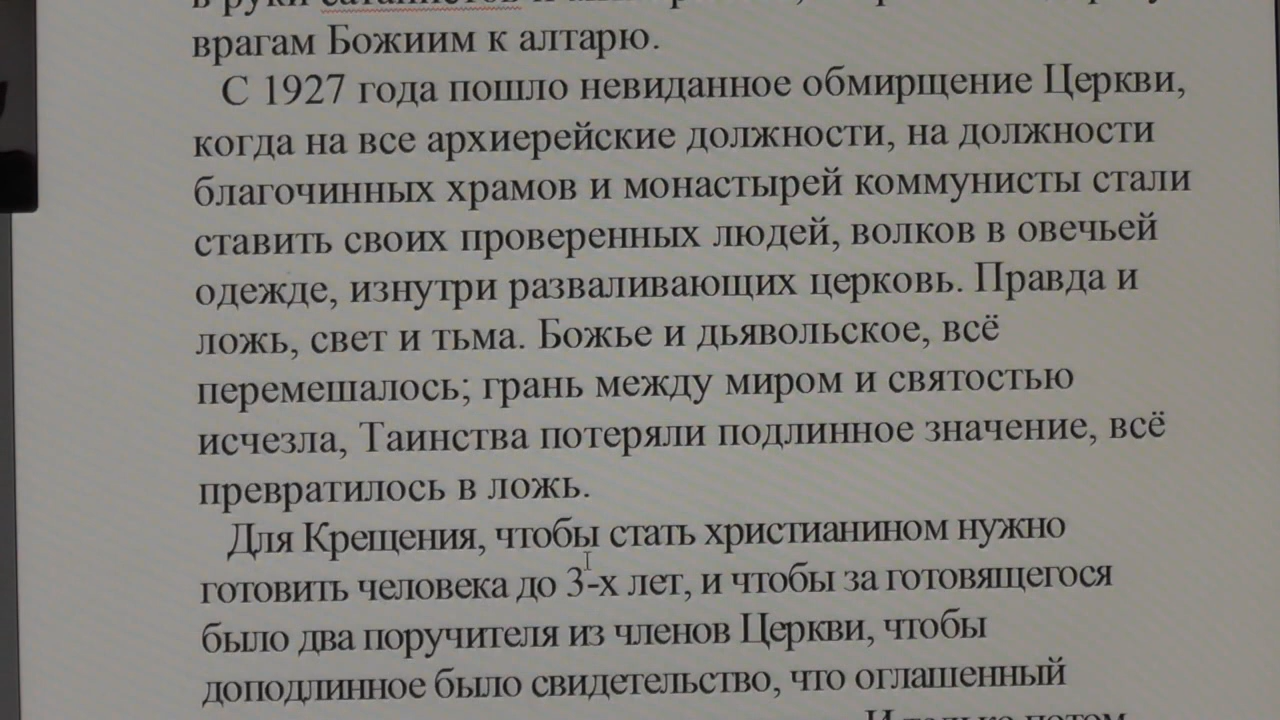 в руки сатанистов и
врагам Божиим к алтарю.
С 1927 года пошло невиданное обмирщение Церкви,
когда на все архиерейские должности, на должности
благочинных храмов и монастырей коммунисты стали
ставить своих проверенных людей, волков в овечьей
одежде, изнутри разваливающих церковь. Правда и
ложь, свет и тьма. Божье и дьявольское, всё
перемешалось; грань между миром и святостью
исчезла, Таинства потеряли подлинное значение, всё
превратилось в ложь.
Для Крещения, чтобы стать христианином нужно
готовить человека до 3-х лет, и чтобы за готовящегося
было два поручителя из членов Церкви, чтобы
доподлинное было свидетельство, что оглашенный
И только потом